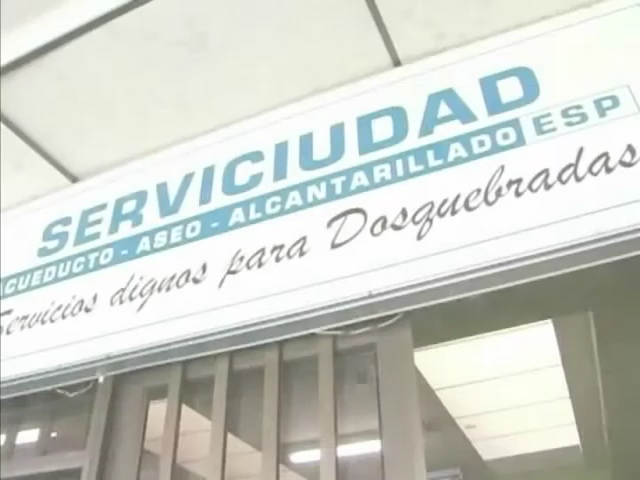 SERVICIUDAD
ACUEDUCTO - ASEO - ALCANTARILLADO ESP
Servicios dignos para Dosquebradas